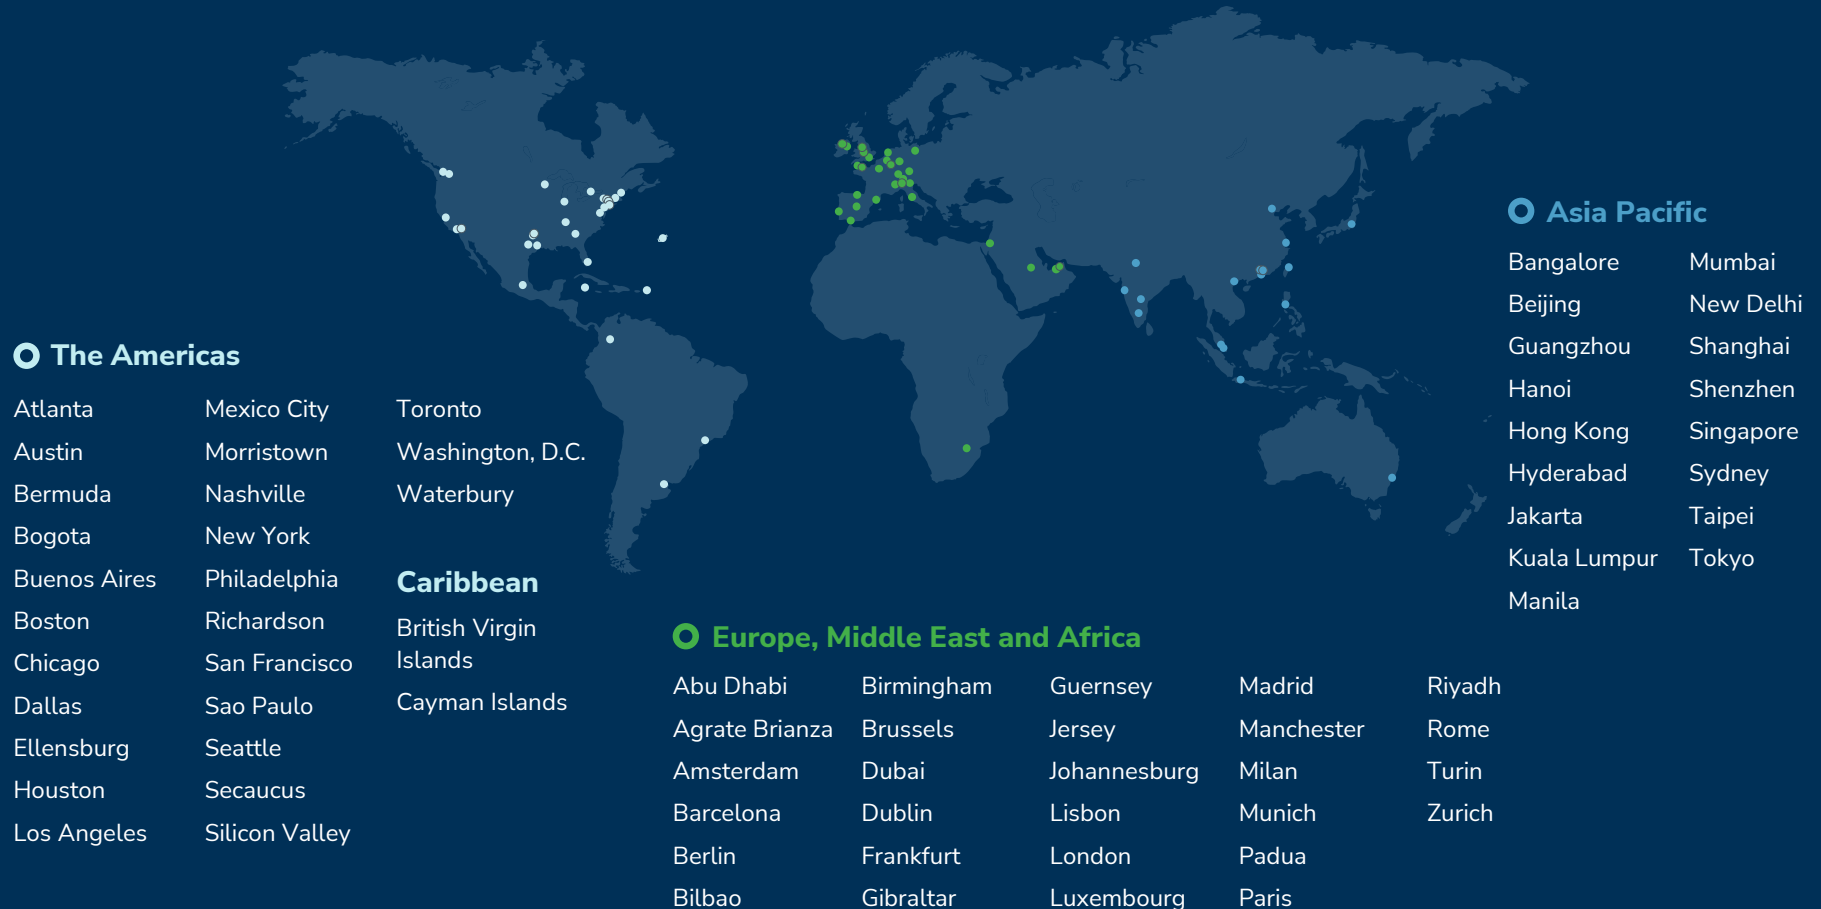 The Americas
Atlanta
Austin
Bermuda
Bogota
Buenos Aires
Boston
Chicago
Dallas
Ellensburg
Houston
Los Angeles
Mexico City
Morristown
Nashville
New York
Philadelphia
Richardson
San Francisco
Sao Paulo
Seattle
Secaucus
Silicon Valley
Toronto
Washington, D.C.
Waterbury
Caribbean
British Virgin
Islands
Cayman Islands
Europe, Middle East and Africa
Abu Dhabi
Agrate Brianza
Amsterdam
Barcelona
Berlin
Bilbao
Birmingham
Brussels
Dubai
Dublin
Frankfurt
Gibraltar
Guernsey
Jersey
Johannesburg
Lisbon
London
Luxembourg
Madrid
Manchester
Milan
Munich
Padua
Paris
Riyadh
Rome
Turin
Zurich
Asia Pacific
Bangalore
Beijing
Guangzhou
Hanoi
Hong Kong
Hyderabad
Jakarta
Kuala Lumpur
Manila
Mumbai
New Delhi
Shanghai
Shenzhen
Singapore
Sydney
Taipei
Tokyo